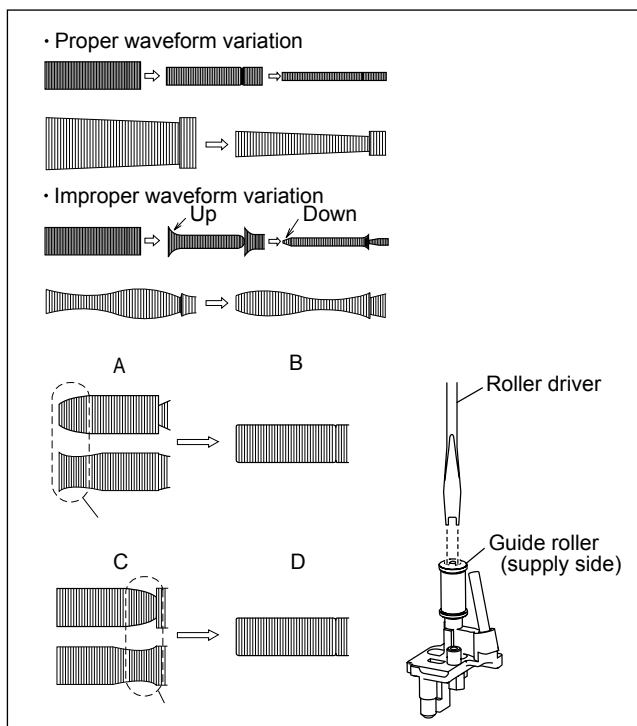 · Proper waveform variation
· Improper waveform variation
Up
Down
A
B
Roller driver
Guide roller
(supply side)
C
D